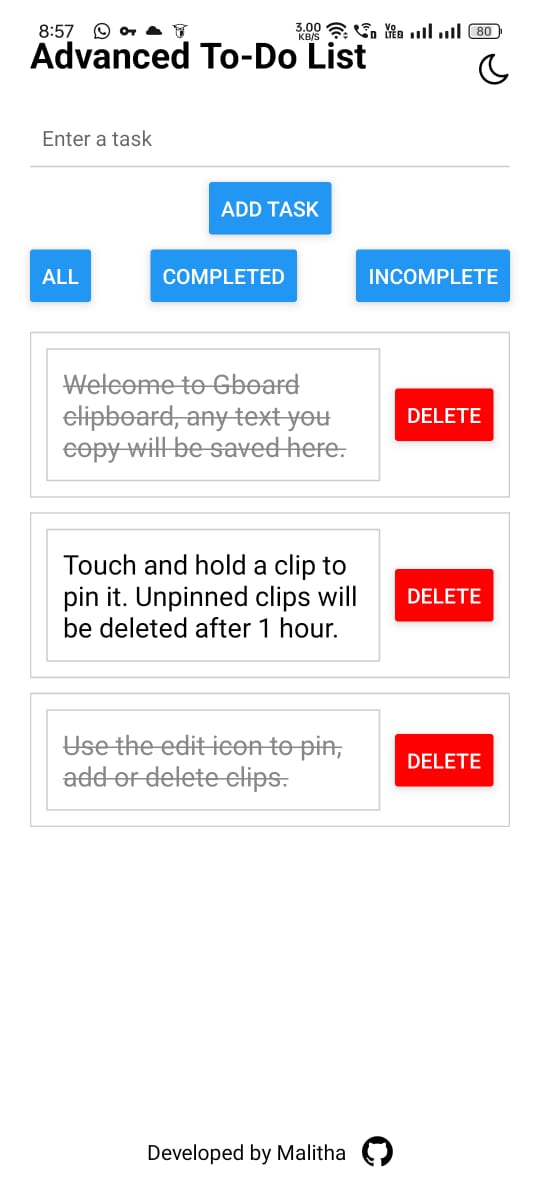 8:57
3.00
KB/S
Vo
LTE2
80
Advanced To-Do List
Enter a task
ADD TASK
ALL
COMPLETED
INCOMPLETE
Welcome to Gboard
clipboard, any text you
copy will be saved here.
DELETE
Touch and hold a clip to
pin it. Unpinned clips will
be deleted after 1 hour.
DELETE
Use the edit icon to pin,
add or delete clips.
DELETE
Developed by Malitha